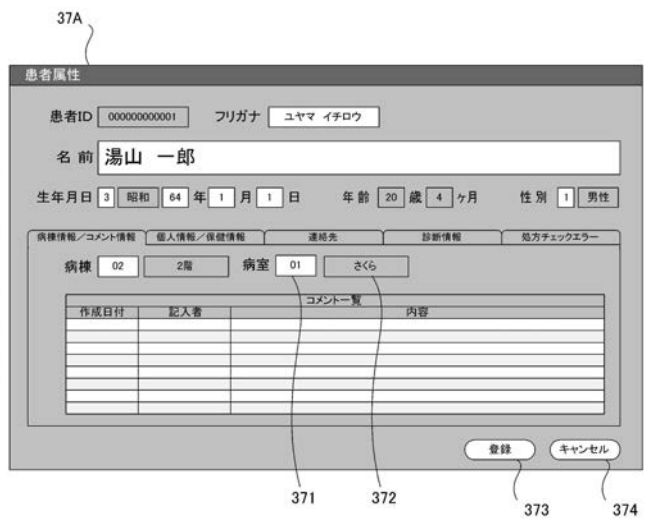 37A
患者属性
患者ID 000000000001 フリガナ ユヤマ イチロウ
名 前 湯山 一郎
生年月日 3 昭和 64 年 1 月 1 日 年 齢 20 歳 4 ヶ月 性 別 1 男性
病棟情報/コメント情報 個人情報/保健情報 連絡先 診断情報 処方チェックエラー
病棟 02 2階 病室 01 さくら
コメント一覧
作成日付 記入者 内容
登録 キャンセル
371 372 373 374